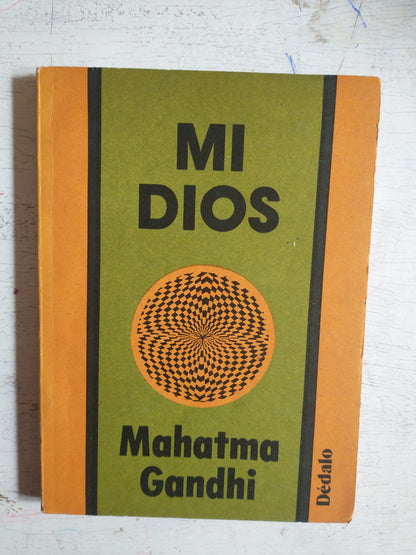 MI
DIOS
Mahatma
Gandhi
Dédalo